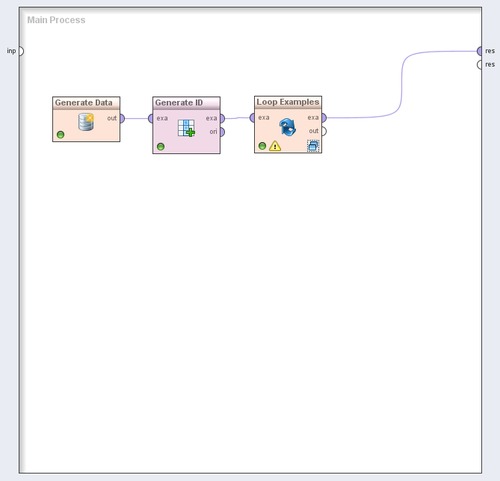 Main Process
inp
res
res
Generate Data
out
Generate ID
exa
exa
ori
Loop Examples
exa
exa
out